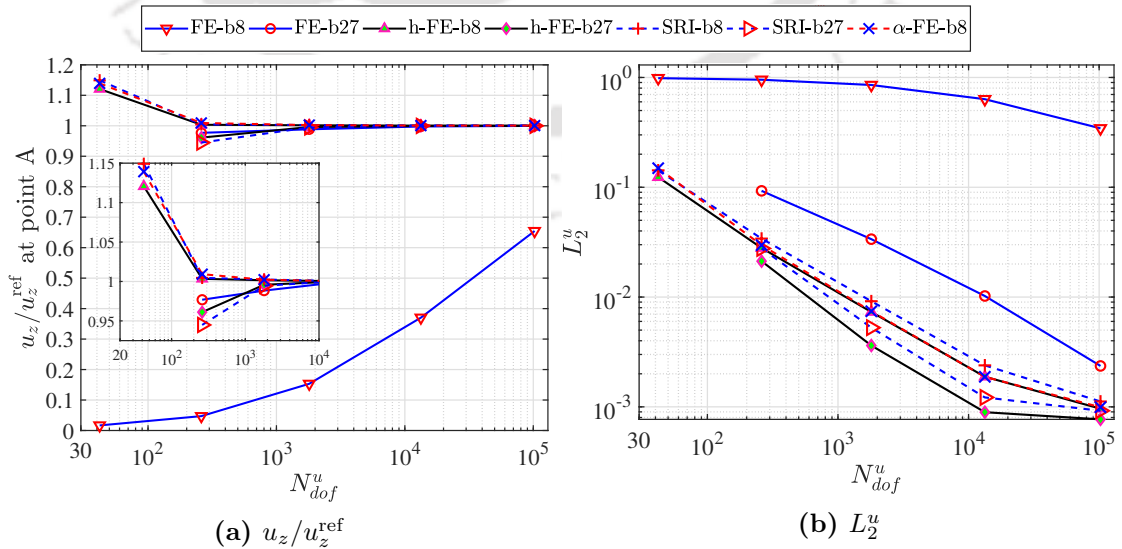 FE-b8 FE-b27 h-FE-b8 h-FE-b27 SRI-b8 SRI-b27 α-FE-b8
u_z/u_z^ref at point A
1.2
1.1
1
0.9
0.8
0.7
0.6
0.5
0.4
0.3
0.2
0.1
0
30 10^2 10^3 10^4 10^5
N_dof^u
1.15
1.1
1.05
1
0.95
20 10^2 10^3 10^4
(a) u_z/u_z^ref
L_2^u
10^0
10^-1
10^-2
10^-3
30 10^2 10^3 10^4 10^5
N_dof^u
(b) L_2^u